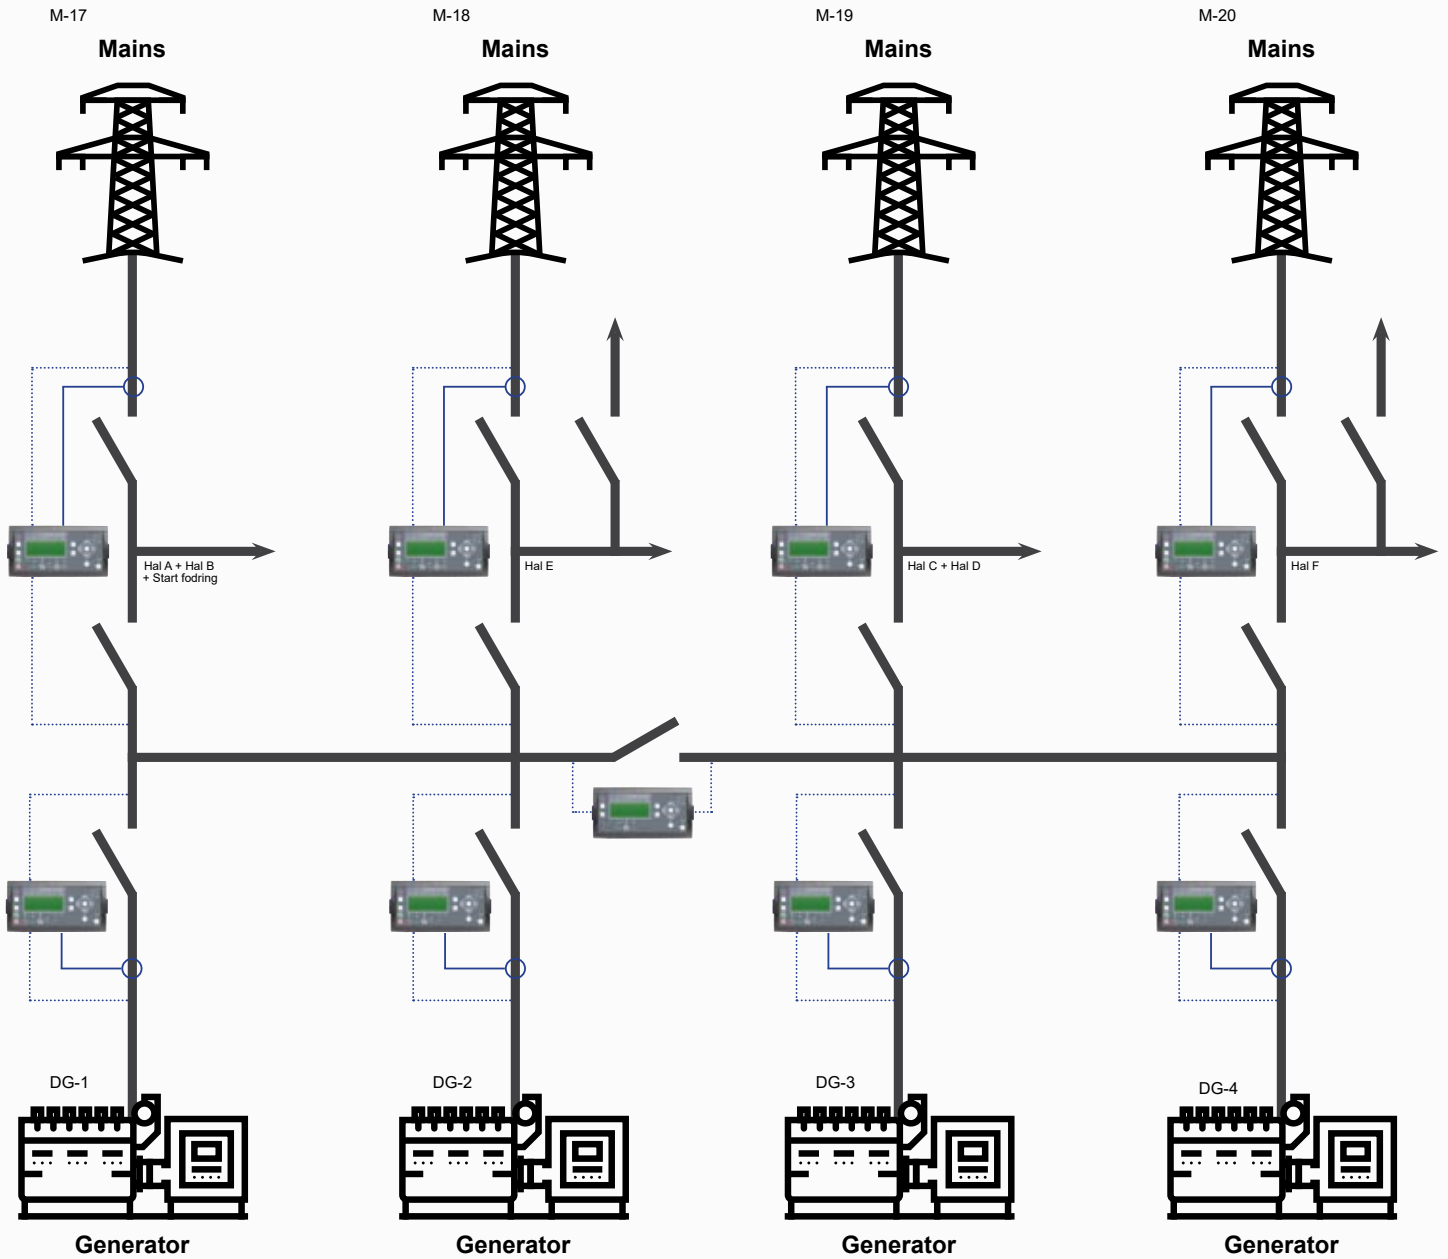 M-17
M-18
M-19
M-20
Mains
Mains
Mains
Mains
Hal A + Hal B
+ Start fodring
Hal E
Hal C + Hal D
Hal F
DG-1
DG-2
DG-3
DG-4
Generator
Generator
Generator
Generator